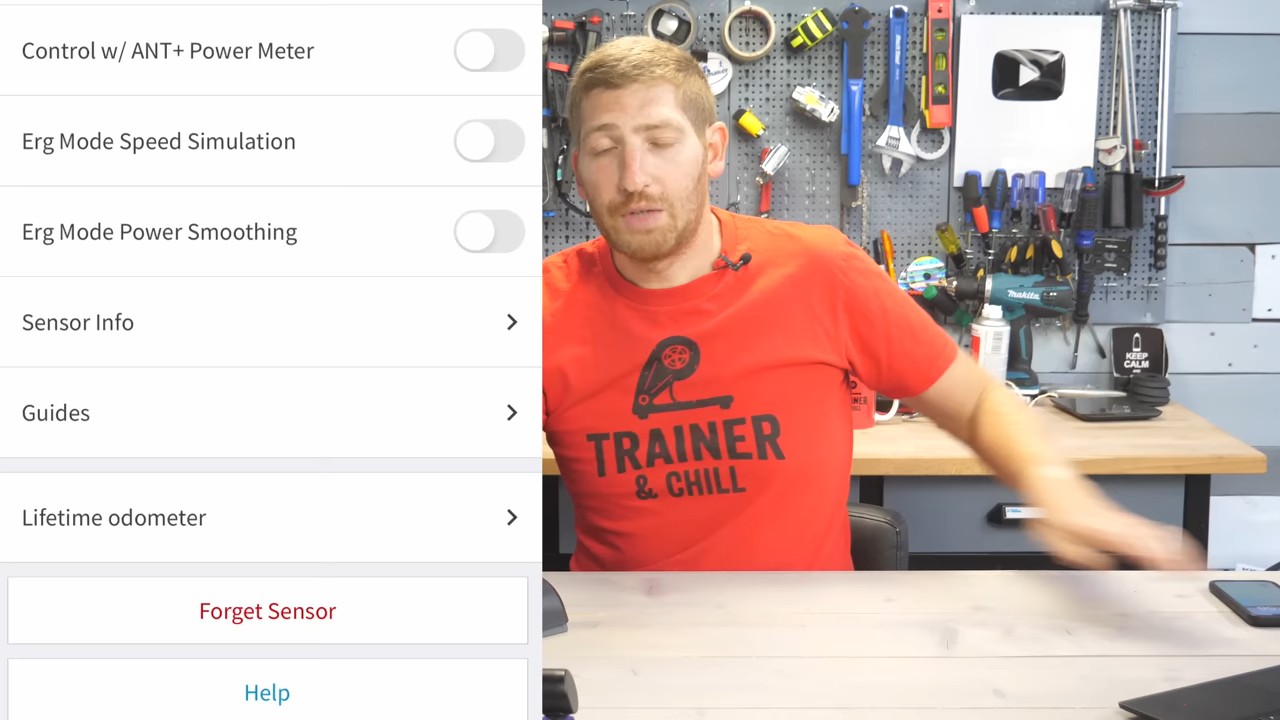 Control w/ ANT+ Power Meter
Erg Mode Speed Simulation
Erg Mode Power Smoothing
Sensor Info
Guides
Lifetime odometer
Forget Sensor
Help
TRAINER
& CHILL
makita
KEEP
CALM